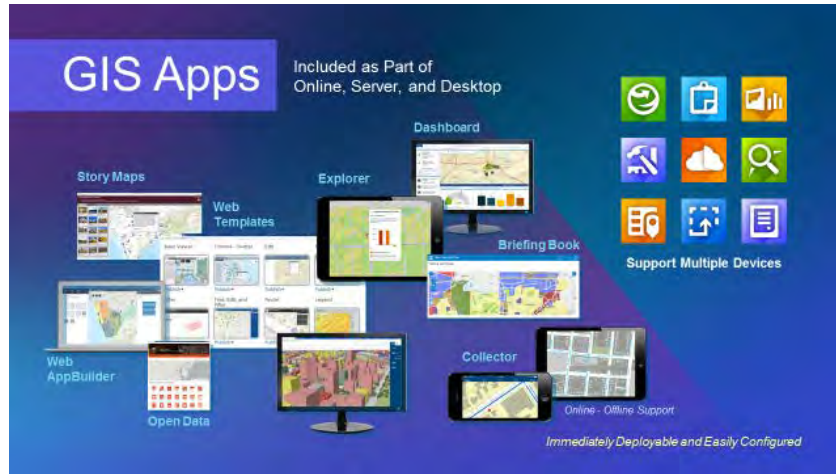 GIS Apps
Included as Part of
Online, Server, and Desktop
Dashboard
Story Maps
Explorer
Web
Templates
Briefing Book
Support Multiple Devices
Web
AppBuilder
Collector
Open Data
Online - Offline Support
Immediately Deployable and Easily Configured